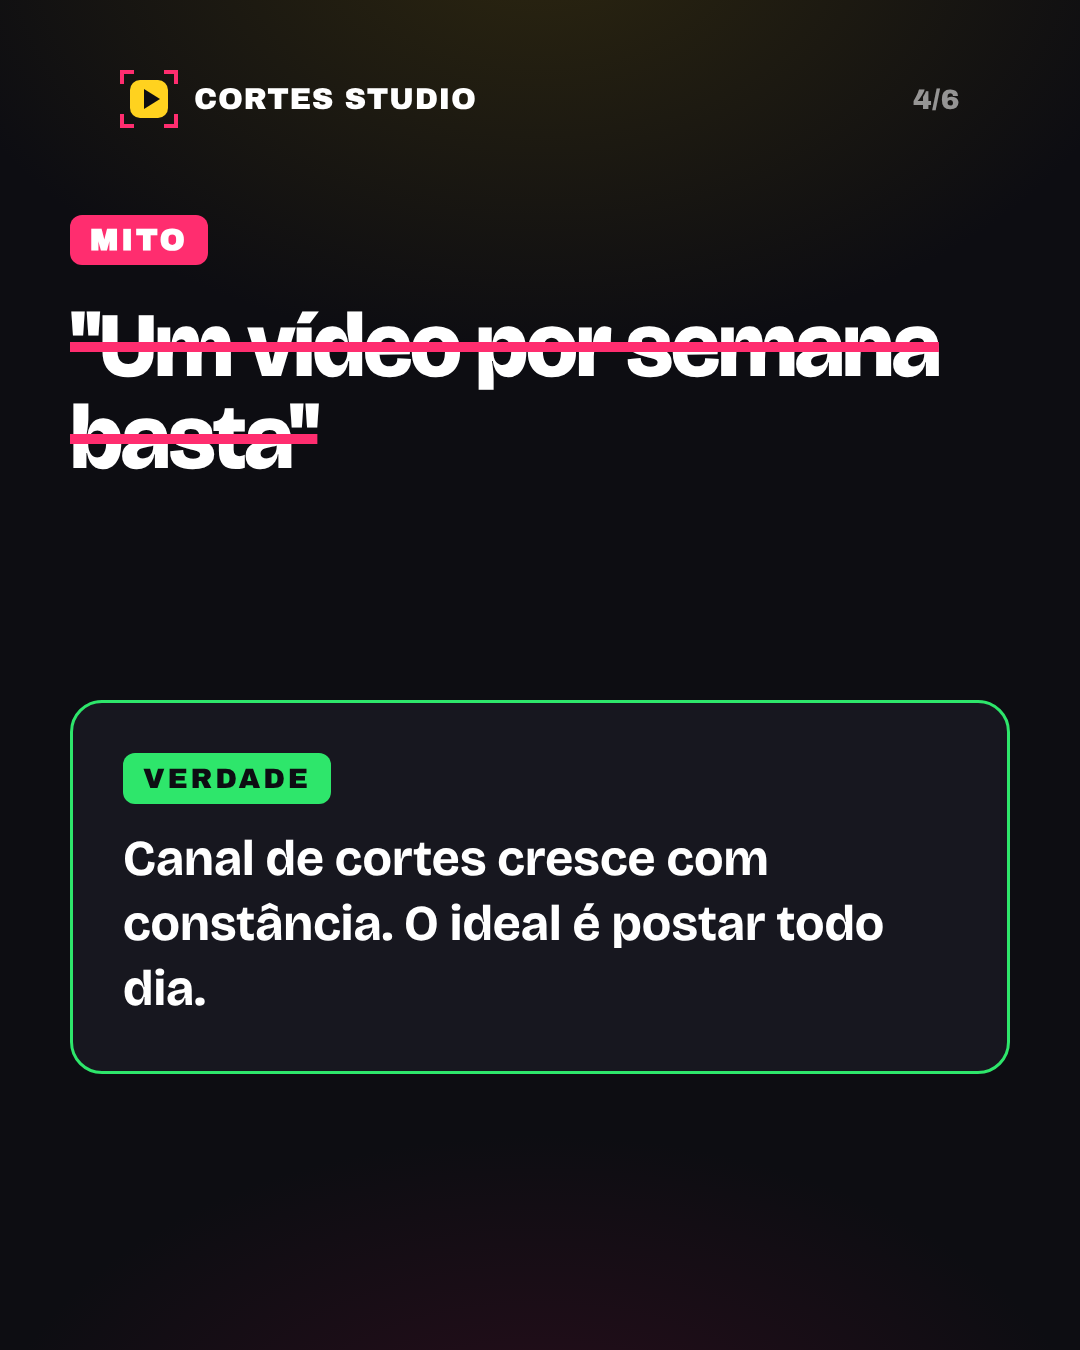 CORTES STUDIO
4/6
MITO
"Um vídeo por semana
basta"
VERDADE
Canal de cortes cresce com
constância. O ideal é postar todo
dia.